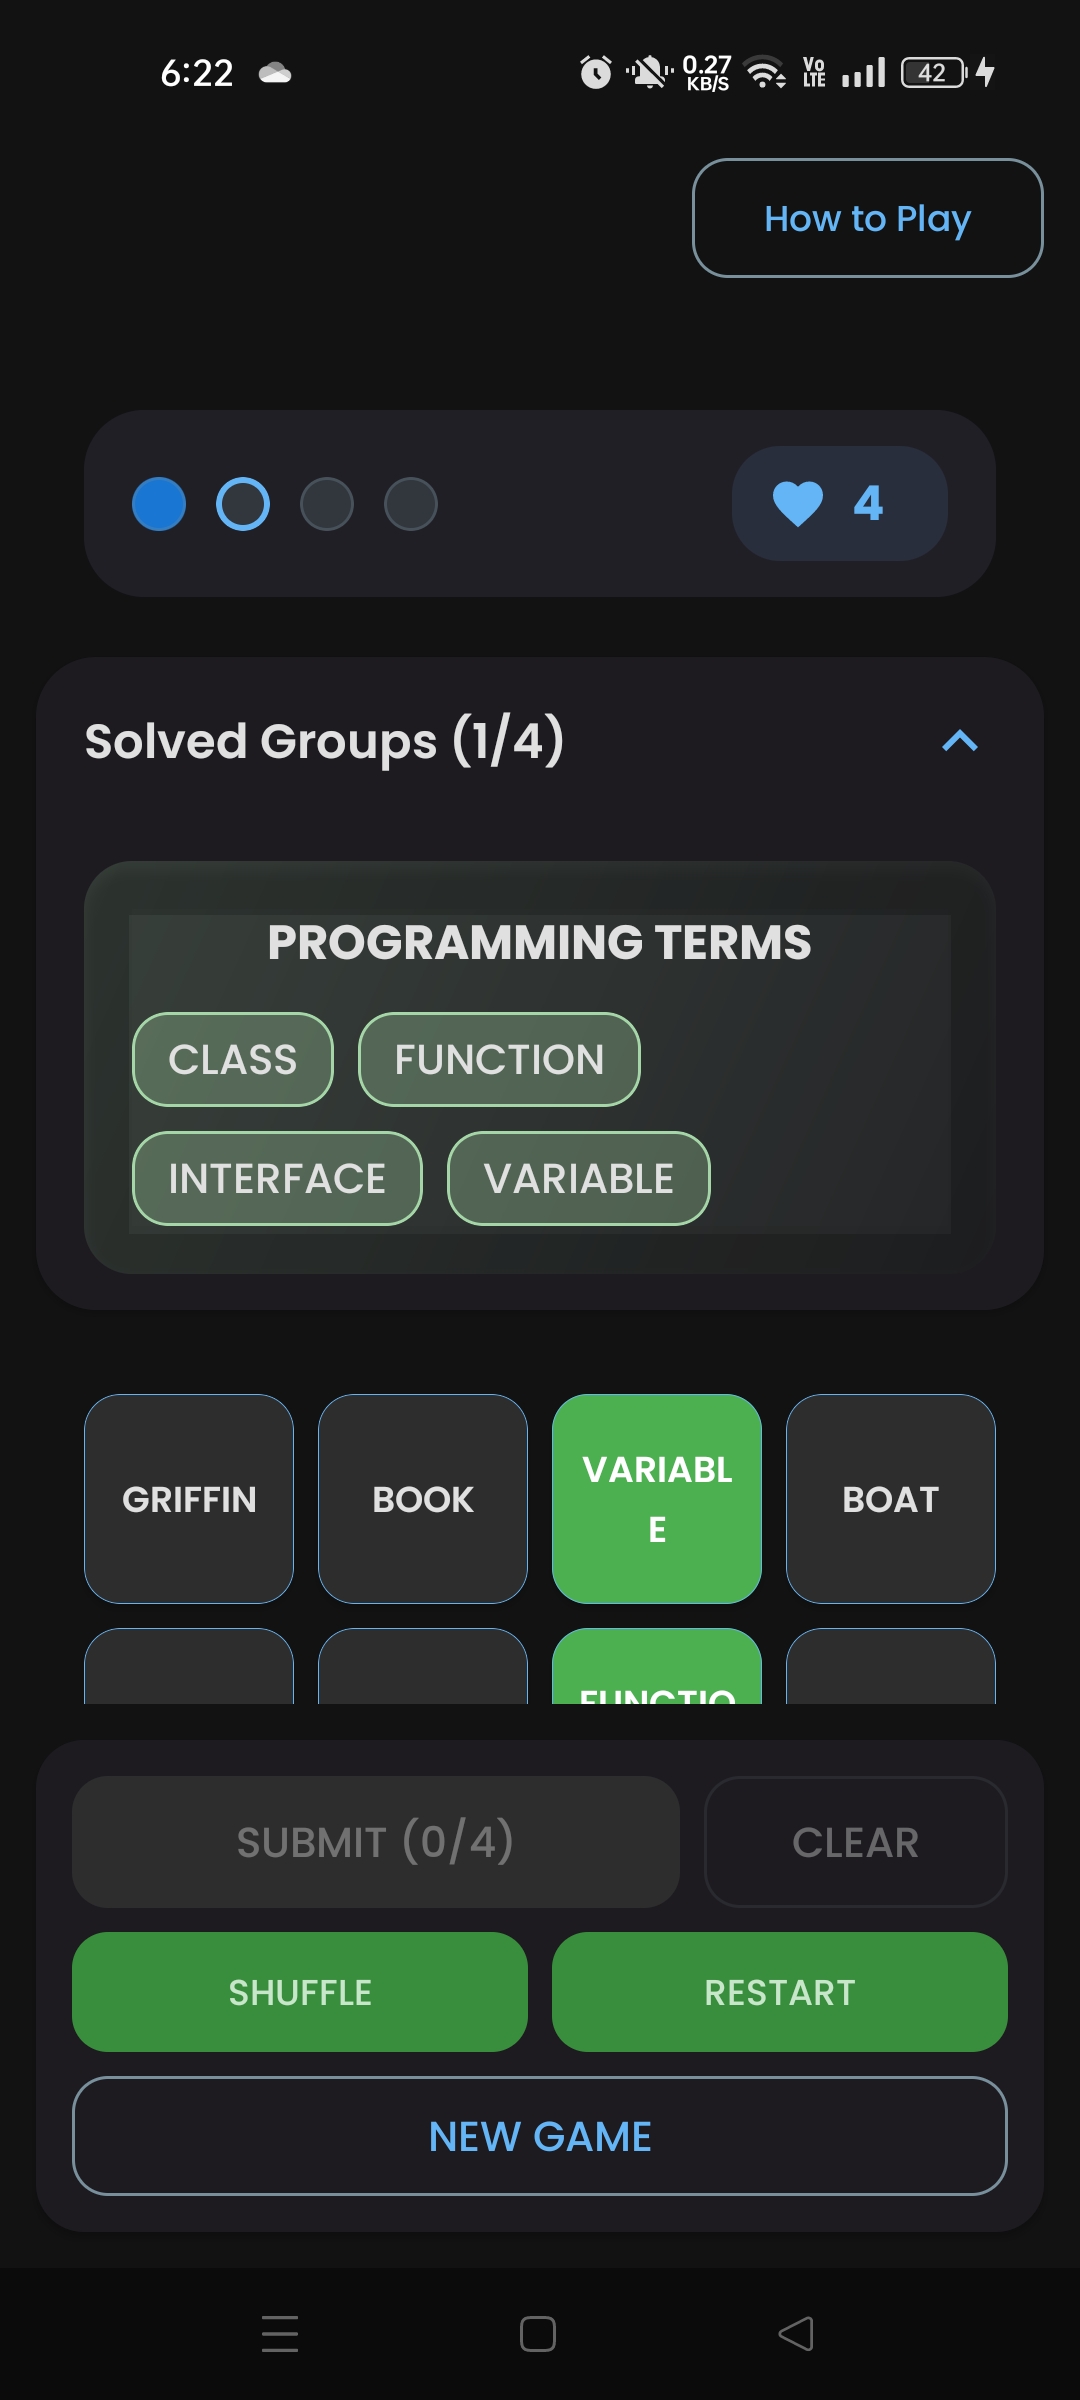 6:22
0.27
KB/S
Vo
LTE
42
How to Play
4
Solved Groups (1/4)
PROGRAMMING TERMS
CLASS
FUNCTION
INTERFACE
VARIABLE
GRIFFIN
BOOK
VARIABL
E
BOAT
FUNCTIO
SUBMIT (0/4)
CLEAR
SHUFFLE
RESTART
NEW GAME